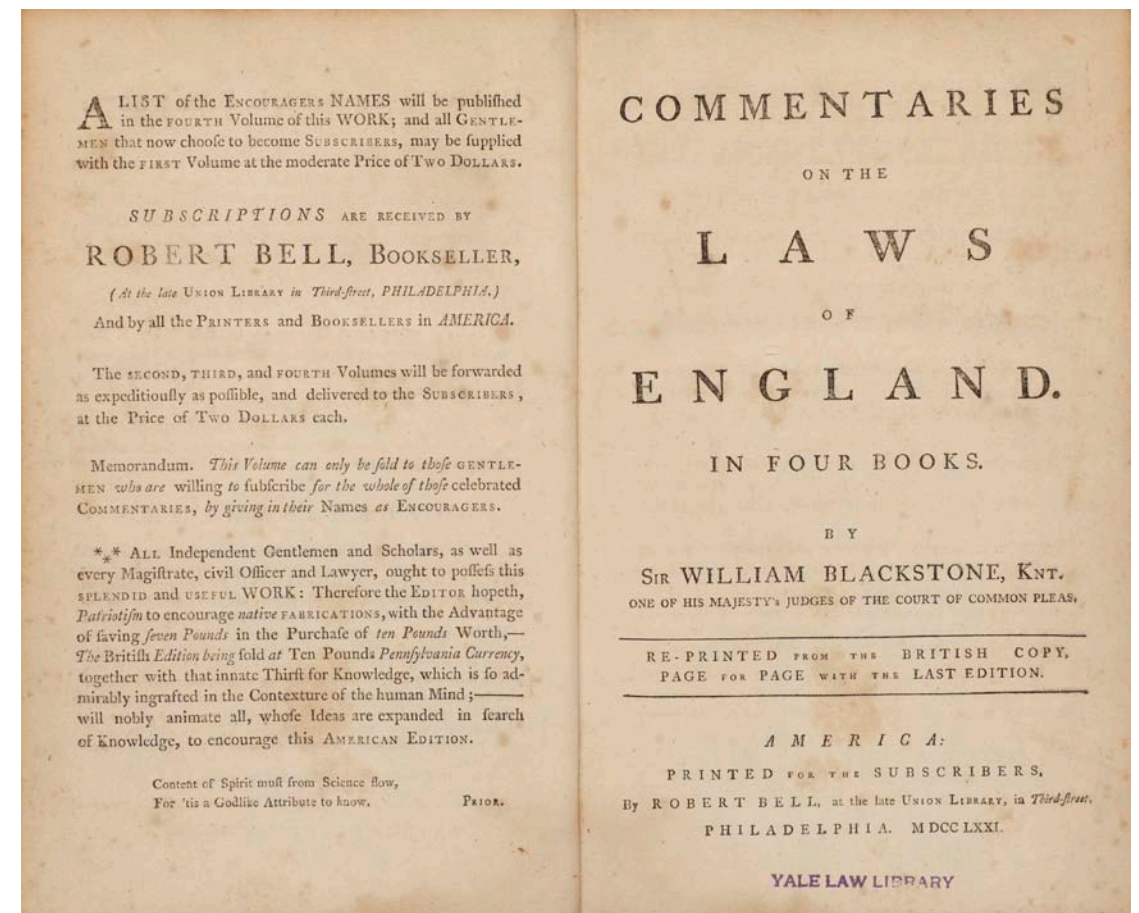 A LIST of the ENCOURAGERS NAMES will be publiſhed
in the FOURTH Volume of this WORK; and all GENTLE-
MEN that now chooſe to become SUBSCRIBERS, may be ſupplied
with the FIRST Volume at the moderate Price of TWO DOLLARS.
SUBSCRIPTIONS ARE RECEIVED BY
ROBERT BELL, BOOKSELLER,
(At the late UNION LIBRARY in Third-ſtreet, PHILADELPHIA.)
And by all the PRINTERS and BOOKSELLERS in AMERICA.
The SECOND, THIRD, and FOURTH Volumes will be forwarded
as expeditiouſly as poſſible, and delivered to the SUBSCRIBERS,
at the Price of TWO DOLLARS each.
Memorandum. This Volume can only be ſold to thoſe GENTLE-
MEN who are willing to ſubſcribe for the whole of thoſe celebrated
COMMENTARIES, by giving in their Names as ENCOURAGERS.
*⁎* ALL Independent Gentlemen and Scholars, as well as
every Magiſtrate, civil Officer and Lawyer, ought to poſſeſs this
SPLENDID and USEFUL WORK: Therefore the EDITOR hopeth,
Patriotiſm to encourage native FABRICATIONS, with the Advantage
of ſaving ſeven Pounds in the Purchaſe of ten Pounds Worth,—
The Britiſh Edition being ſold at Ten Pounds Pennſylvania Currency,
together with that innate Thirſt for Knowledge, which is ſo ad-
mirably ingrafted in the Contexture of the human Mind;——
will nobly animate all, whoſe Ideas are expanded in ſearch
of Knowledge, to encourage this AMERICAN EDITION.
Content of Spirit muſt from Science flow,
For 'tis a Godlike Attribute to know. PRIOR.
COMMENTARIES
ON THE
LAWS
OF
ENGLAND.
IN FOUR BOOKS.
BY
SIR WILLIAM BLACKSTONE, KNT.
ONE OF HIS MAJESTY's JUDGES OF THE COURT OF COMMON PLEAS.
RE-PRINTED FROM THE BRITISH COPY,
PAGE FOR PAGE WITH THE LAST EDITION.
AMERICA:
PRINTED FOR THE SUBSCRIBERS,
By ROBERT BELL, at the late UNION LIBRARY, in Third-ſtreet,
PHILADELPHIA. MDCCLXXI.
YALE LAW LIBRARY